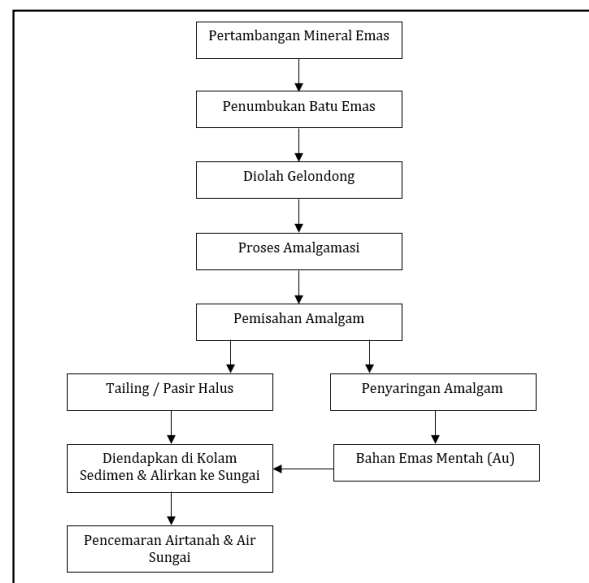 Pertambangan Mineral Emas
Penumbukan Batu Emas
Diolah Gelondong
Proses Amalgamasi
Pemisahan Amalgam
Tailing / Pasir Halus
Penyaringan Amalgam
Diendapkan di Kolam
Sedimen & Alirkan ke Sungai
Bahan Emas Mentah (Au)
Pencemaran Airtanah & Air
Sungai